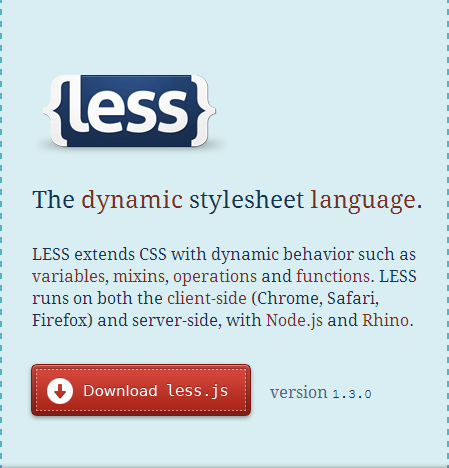 {less}
The dynamic stylesheet language.
LESS extends CSS with dynamic behavior such as
variables, mixins, operations and functions. LESS
runs on both the client-side (Chrome, Safari,
Firefox) and server-side, with Node.js and Rhino.
Download less.js version 1.3.0